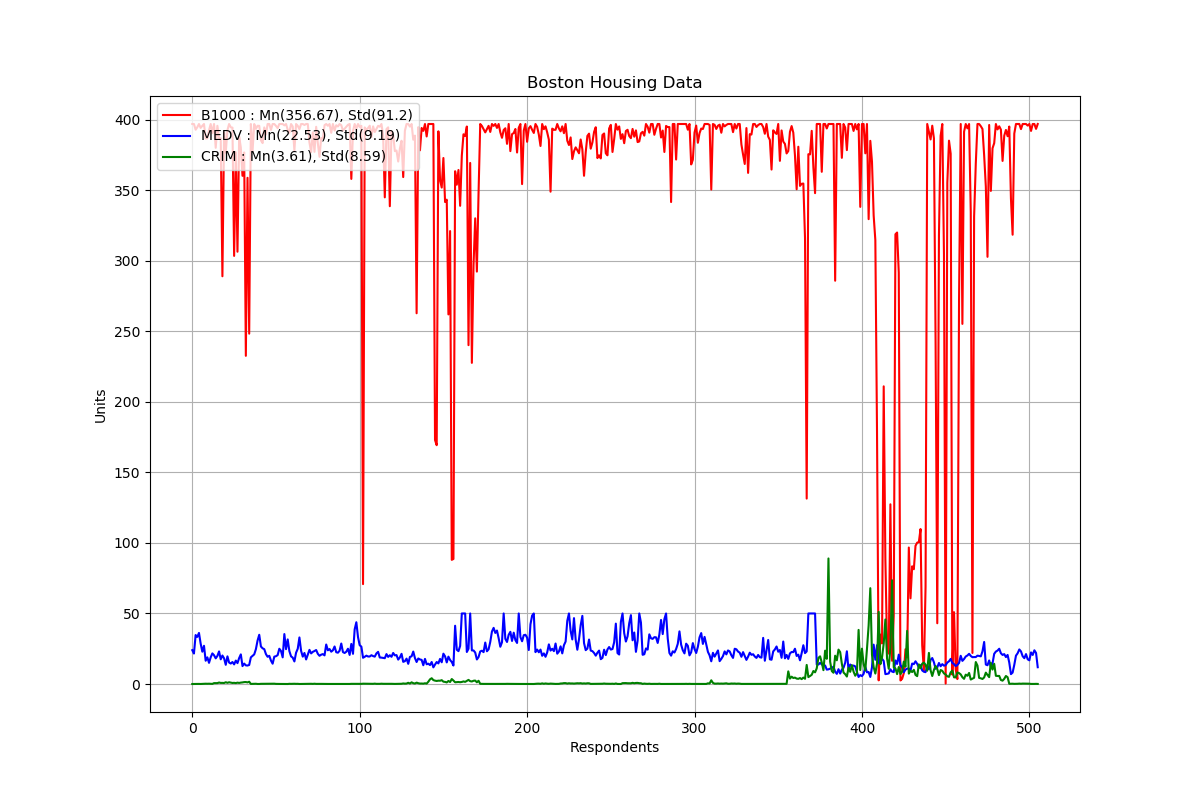 Boston Housing Data
B1000 : Mn(356.67), Std(91.2)
MEDV : Mn(22.53), Std(9.19)
CRIM : Mn(3.61), Std(8.59)
400
350
300
250
200
150
100
50
0
Units
0 100 200 300 400 500
Respondents